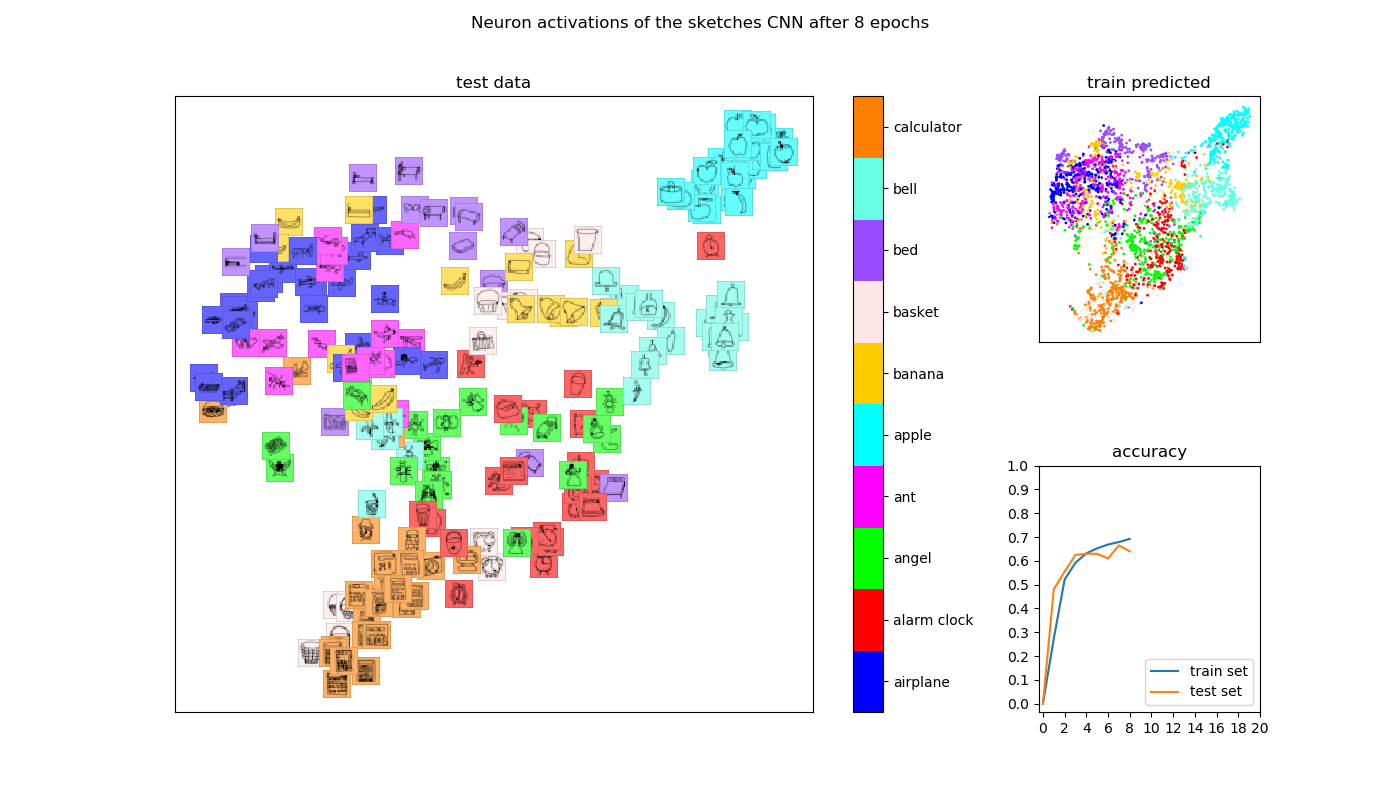 Neuron activations of the sketches CNN after 8 epochs
test data
calculator
bell
bed
basket
banana
apple
ant
angel
alarm clock
airplane
train predicted
accuracy
1.0
0.9
0.8
0.7
0.6
0.5
0.4
0.3
0.2
0.1
0.0
train set
test set
0 2 4 6 8 10 12 14 16 18 20